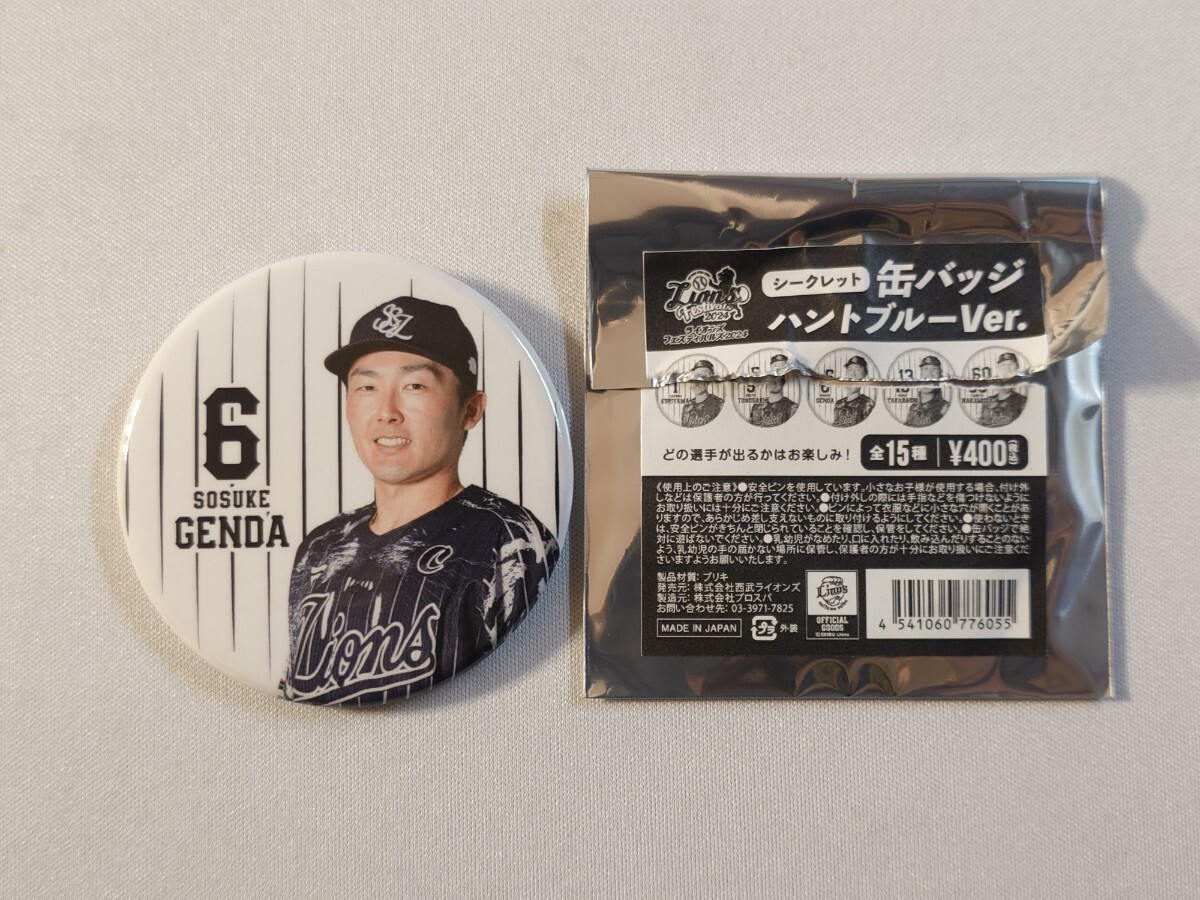 6
SOSUKE
GENDA
SL
C
Lions
Lions
Festivals
2024
ライオンズ
フェスティバルズ2024
シークレット 缶バッジ
ハントブルーVer.
5
6
13
60
GENDA
どの選手が出るかはお楽しみ! 全15種 ¥400(税込)
《使用上のご注意》●安全ピンを使用しています。小さなお子様が使用する場合、付け外
しなどは保護者の方が行ってください。●付け外しの際には手指などを傷つけないように
お取り扱いには十分にご注意ください。●ピンによって衣服などに小さな穴が開くことがあ
りますので、あらかじめ差し支えないものに取り付けるようにしてください。●使わないとき
は、安全ピンがきちんと閉じられていることを確認し、保管をしてください。●缶バッジで絶
対に遊ばないでください。●乳幼児がなめたり、口に入れたり、飲み込んだりすることのない
よう、乳幼児の手の届かない場所に保管し、保護者の方が十分にお取り扱いにご注意くだ
さいますようお願いいたします。
製品材質: ブリキ
発売元: 株式会社西武ライオンズ
製造元: 株式会社プロスパ
お問い合わせ先: 03-3971-7825
MADE IN JAPAN
プラ 外装
Lions
OFFICIAL
GOODS
4 541060 776055